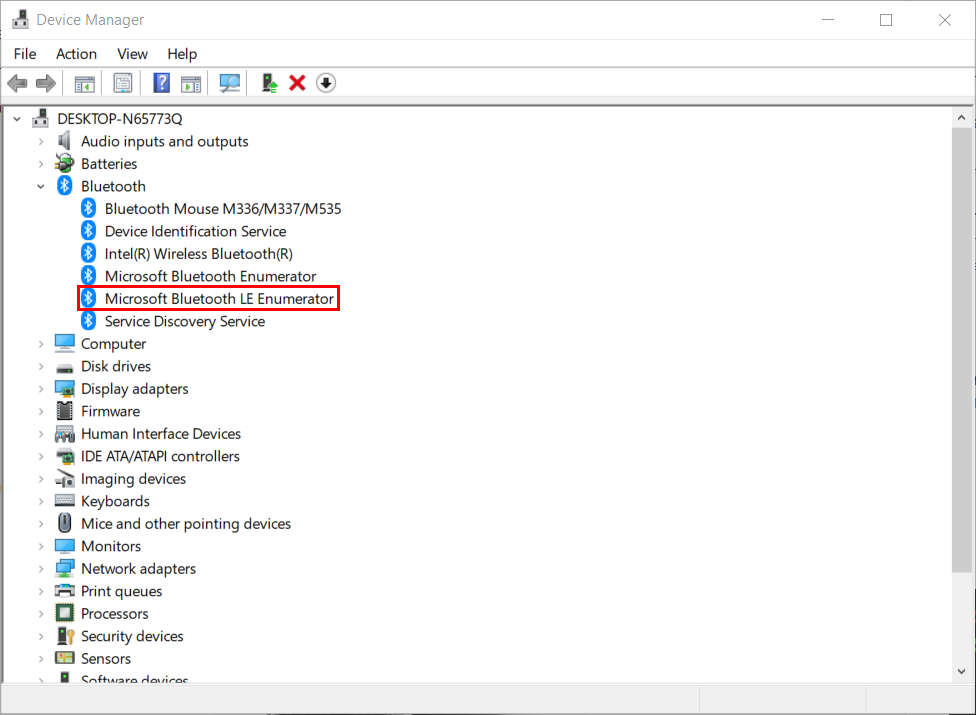 Device Manager
File Action View Help
DESKTOP-N65773Q
Audio inputs and outputs
Batteries
Bluetooth
Bluetooth Mouse M336/M337/M535
Device Identification Service
Intel(R) Wireless Bluetooth(R)
Microsoft Bluetooth Enumerator
Microsoft Bluetooth LE Enumerator
Service Discovery Service
Computer
Disk drives
Display adapters
Firmware
Human Interface Devices
IDE ATA/ATAPI controllers
Imaging devices
Keyboards
Mice and other pointing devices
Monitors
Network adapters
Print queues
Processors
Security devices
Sensors
Software devices